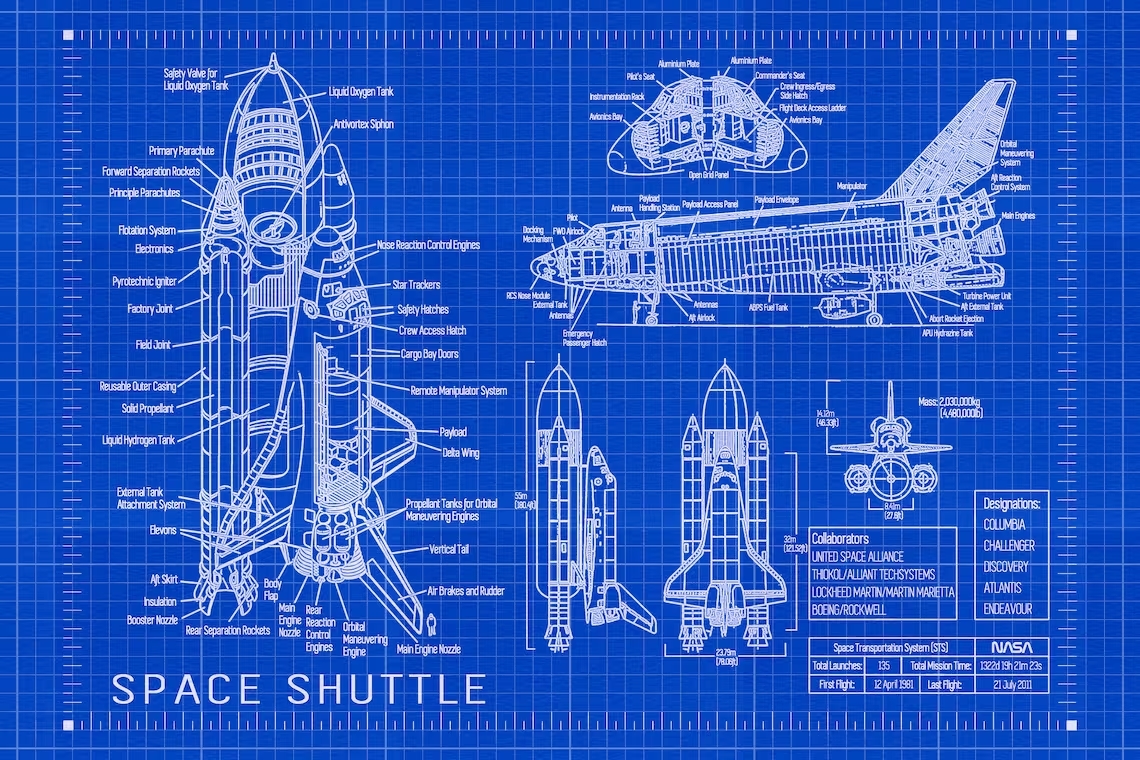 Safety Valve for
Liquid Oxygen Tank
Liquid Oxygen Tank
Antivortex Siphon
Primary Parachute
Forward Separation Rockets
Principle Parachutes
Flotation System
Electronics
Nose Reaction Control Engines
Pyrotechnic Igniter
Star Trackers
Factory Joint
Safety Hatches
Crew Access Hatch
Field Joint
Cargo Bay Doors
Reusable Outer Casing
Remote Manipulator System
Solid Propellant
Payload
Liquid Hydrogen Tank
Delta Wing
External Tank
Attachment System
Propellant Tanks for Orbital
Maneuvering Engines
Elevons
Vertical Tail
Aft Skirt
Body
Flap
Air Brakes and Rudder
Insulation
Booster Nozzle
Rear Separation Rockets
Main
Engine
Nozzle
Rear
Reaction
Control
Engines
Orbital
Maneuvering
Engine
Main Engine Nozzle
SPACE SHUTTLE
Aluminium Plate
Aluminium Plate
Pilot's Seat
Commander's Seat
Instrumentation Rack
Crew Ingress/Egress
Side Hatch
Flight Deck Access Ladder
Avionics Bay
Avionics Bay
Open Grid Panel
Orbital
Maneuvering
System
Aft Reaction
Control System
Main Engines
Manipulator
Payload Envelope
Payload Access Panel
Payload
Handling Station
Antenna
Pilot
FWD Airlock
Docking
Mechanism
RCS Nose Module
External Tank
Antennas
Emergency
Passenger Hatch
Antennas
Aft Airlock
AOPS Fuel Tank
Turbine Power Unit
Aft External Tank
Abort Rocket Ejection
APU Hydrazine Tank
55m
(180.4ft)
32m
23.79m
(78.06ft)
14.12m
(46.33ft)
8.41m
(27.6ft)
Mass: 2,030,000kg
(4,480,000lb)
Collaborators
UNITED SPACE ALLIANCE
THIOKOL/ALLIANT TECHSYSTEMS
LOCKHEED MARTIN/MARTIN MARIETTA
BOEING/ROCKWELL
Designations:
COLUMBIA
CHALLENGER
DISCOVERY
ATLANTIS
ENDEAVOUR
Space Transportation System (STS) NASA
Total Launches: 135 Total Mission Time: 1322d 19h 21m 23s
First Flight: 12 April 1981 Last Flight: 21 July 2011